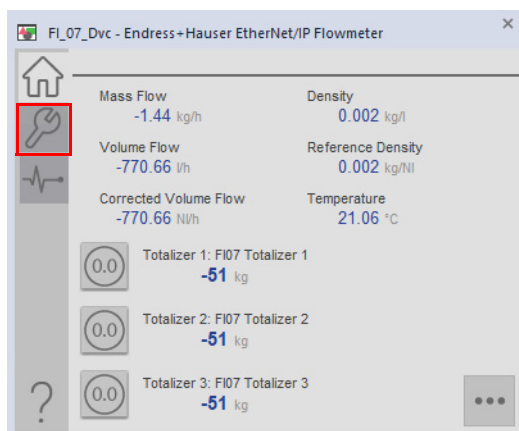 FI_07_Dvc - Endress+Hauser EtherNet/IP Flowmeter ×
Mass Flow Density
-1.44 kg/h 0.002 kg/l
Volume Flow Reference Density
-770.66 l/h 0.002 kg/Nl
Corrected Volume Flow Temperature
-770.66 Nl/h 21.06 °C
(0.0) Totalizer 1: FI07 Totalizer 1
-51 kg
(0.0) Totalizer 2: FI07 Totalizer 2
-51 kg
(0.0) Totalizer 3: FI07 Totalizer 3
-51 kg
? •••